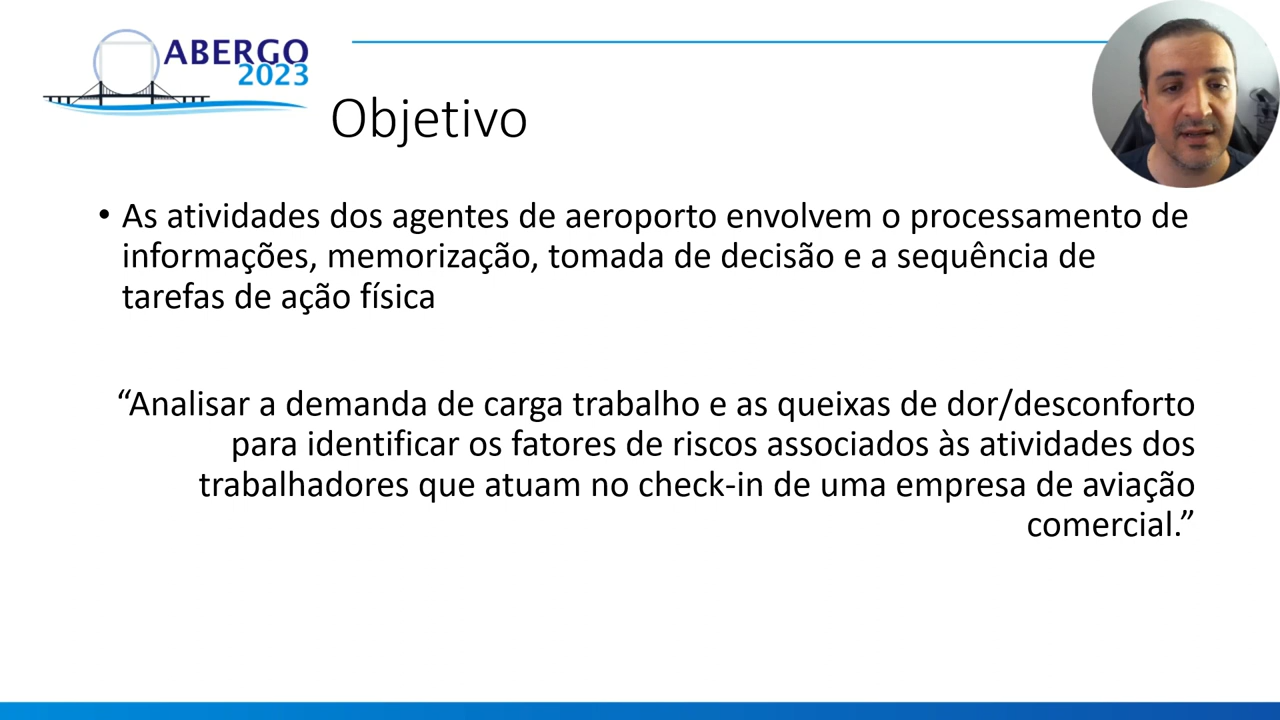 ABERGO
2023
Objetivo
• As atividades dos agentes de aeroporto envolvem o processamento de
informações, memorização, tomada de decisão e a sequência de
tarefas de ação física
“Analisar a demanda de carga trabalho e as queixas de dor/desconforto
para identificar os fatores de riscos associados às atividades dos
trabalhadores que atuam no check-in de uma empresa de aviação
comercial.”